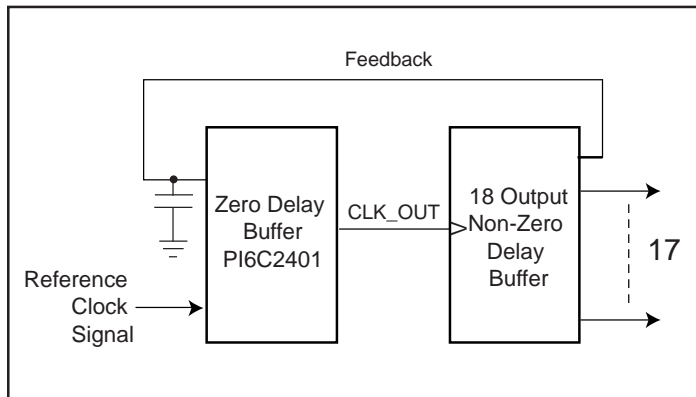 Feedback
Zero Delay
Buffer
PI6C2401
CLK_OUT
18 Output
Non-Zero
Delay
Buffer
17
Reference
Clock
Signal